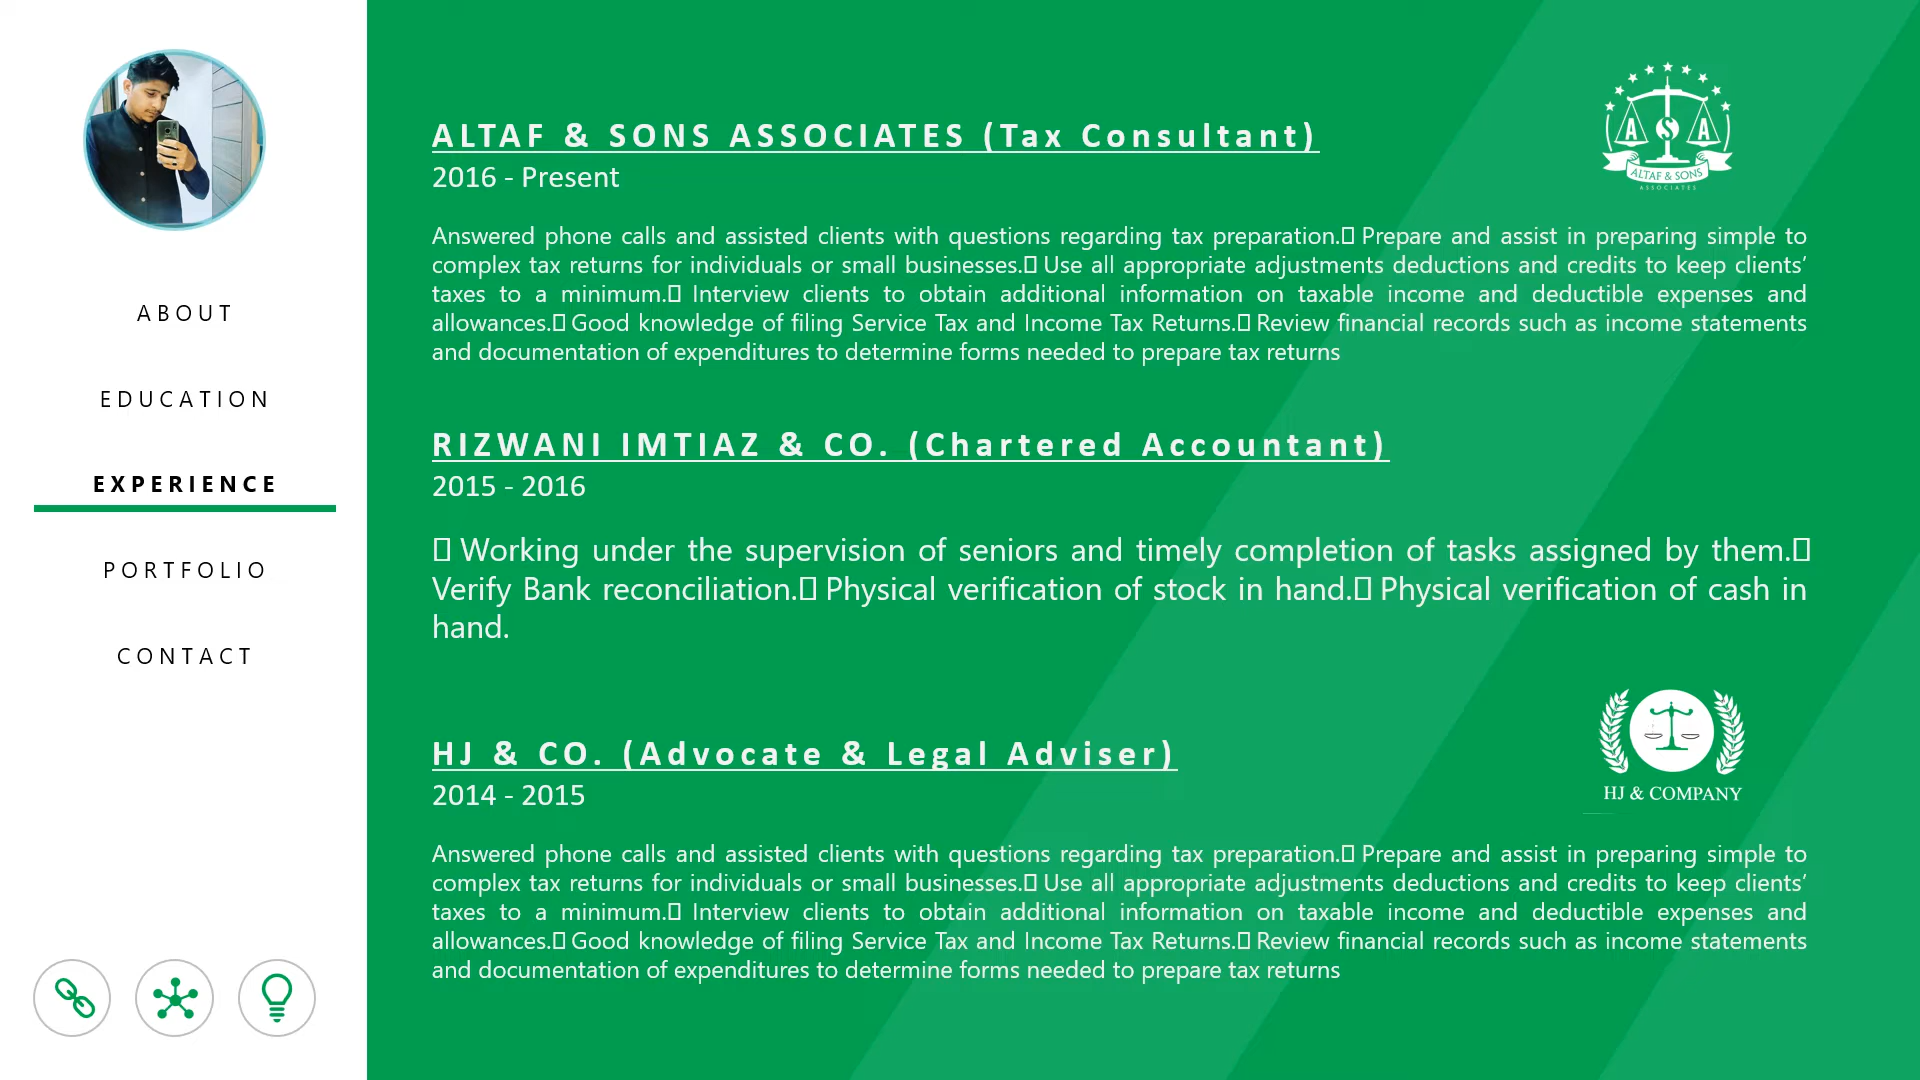 ABOUT
EDUCATION
EXPERIENCE
PORTFOLIO
CONTACT
ALTAF & SONS ASSOCIATES (Tax Consultant)
2016 - Present
Answered phone calls and assisted clients with questions regarding tax preparation.▯ Prepare and assist in preparing simple to
complex tax returns for individuals or small businesses.▯ Use all appropriate adjustments deductions and credits to keep clients’
taxes to a minimum.▯ Interview clients to obtain additional information on taxable income and deductible expenses and
allowances.▯ Good knowledge of filing Service Tax and Income Tax Returns.▯ Review financial records such as income statements
and documentation of expenditures to determine forms needed to prepare tax returns
A S A
ALTAF & SONS
ASSOCIATES
RIZWANI IMTIAZ & CO. (Chartered Accountant)
2015 - 2016
▯ Working under the supervision of seniors and timely completion of tasks assigned by them.▯
Verify Bank reconciliation.▯ Physical verification of stock in hand.▯ Physical verification of cash in
hand.
HJ & CO. (Advocate & Legal Adviser)
2014 - 2015
HJ & COMPANY
Answered phone calls and assisted clients with questions regarding tax preparation.▯ Prepare and assist in preparing simple to
complex tax returns for individuals or small businesses.▯ Use all appropriate adjustments deductions and credits to keep clients’
taxes to a minimum.▯ Interview clients to obtain additional information on taxable income and deductible expenses and
allowances.▯ Good knowledge of filing Service Tax and Income Tax Returns.▯ Review financial records such as income statements
and documentation of expenditures to determine forms needed to prepare tax returns